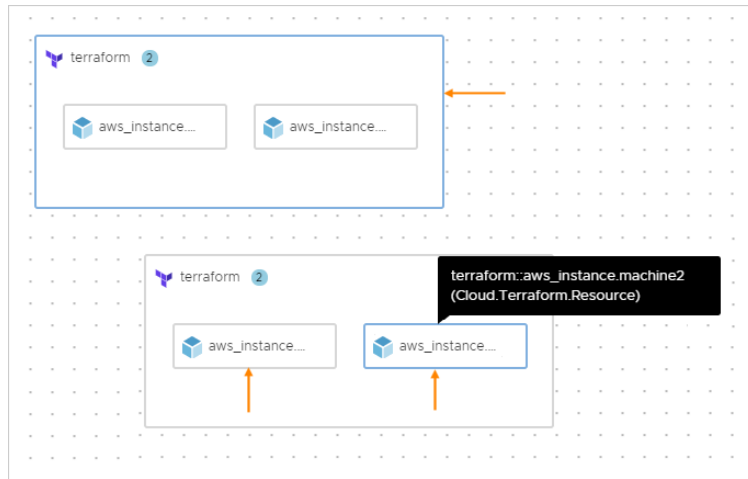 terraform 2
aws_instance.... aws_instance....
terraform 2
terraform::aws_instance.machine2
(Cloud.Terraform.Resource)
aws_instance.... aws_instance....